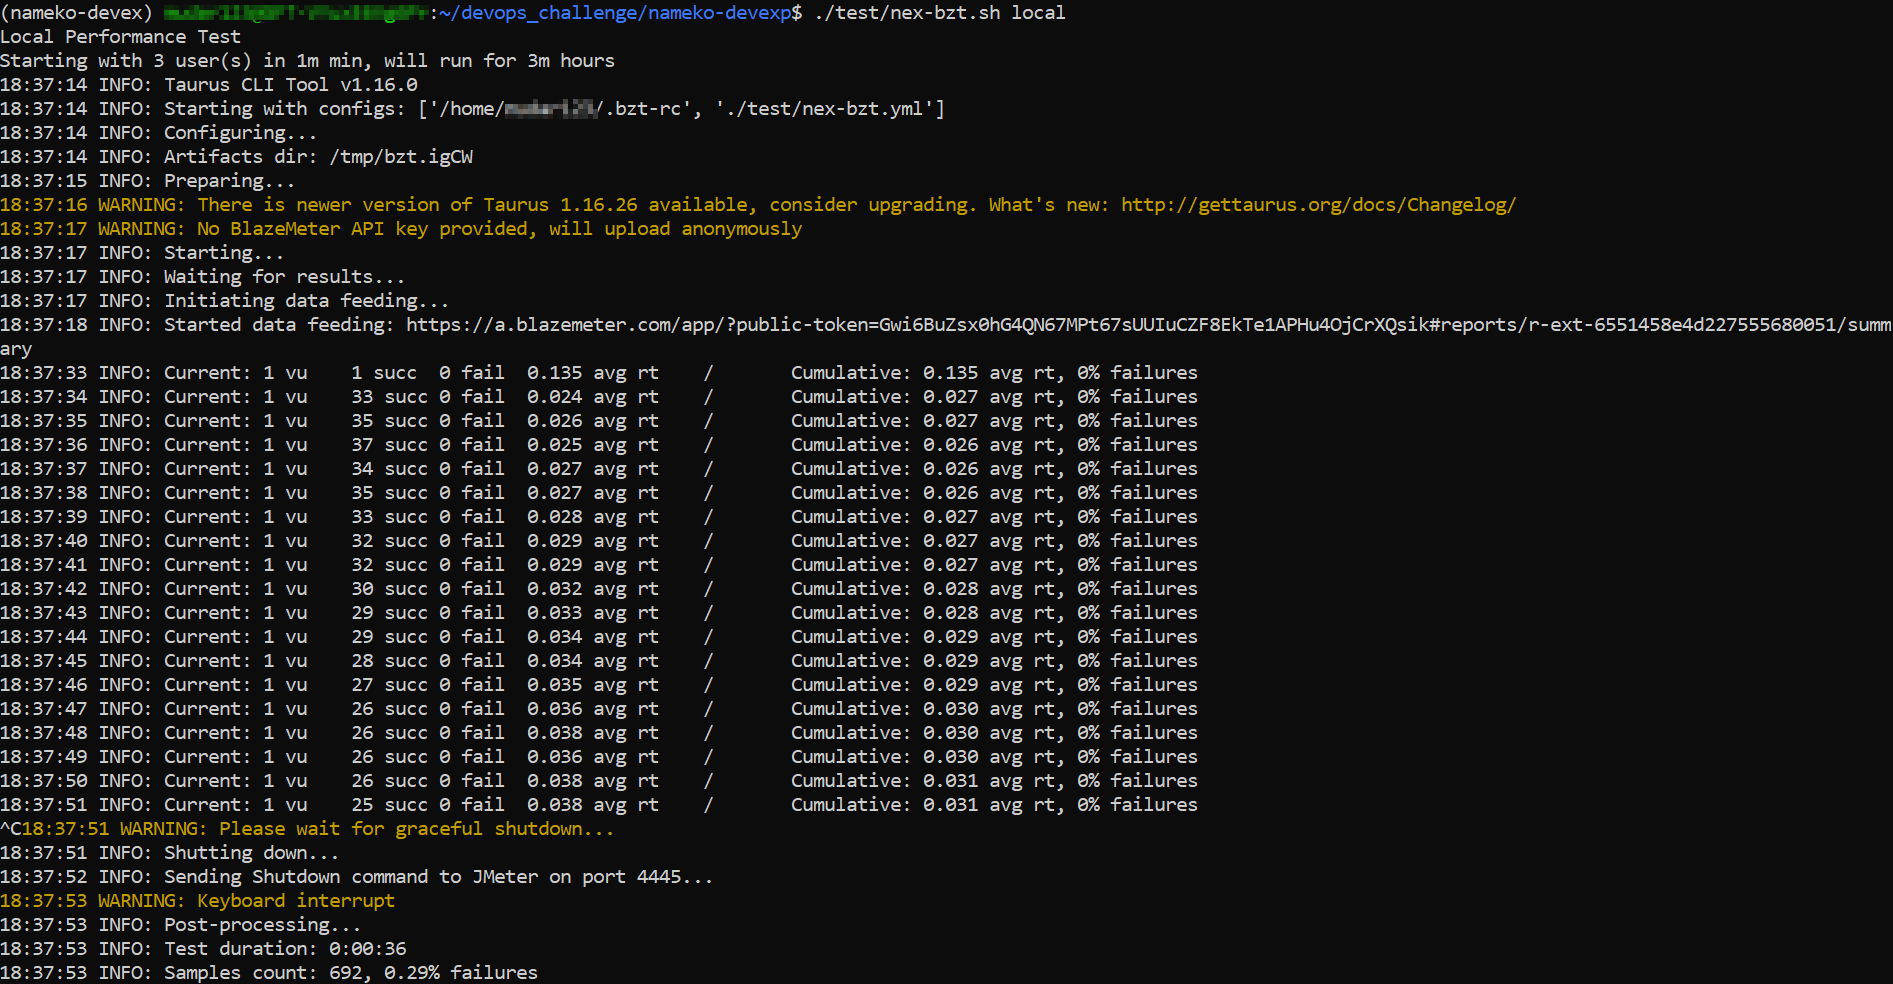 (nameko-devex) :~/devops_challenge/nameko-devexp$ ./test/nex-bzt.sh local
Local Performance Test
Starting with 3 user(s) in 1m min, will run for 3m hours
18:37:14 INFO: Taurus CLI Tool v1.16.0
18:37:14 INFO: Starting with configs: ['/home/ /.bzt-rc', './test/nex-bzt.yml']
18:37:14 INFO: Configuring...
18:37:14 INFO: Artifacts dir: /tmp/bzt.igCW
18:37:15 INFO: Preparing...
18:37:16 WARNING: There is newer version of Taurus 1.16.26 available, consider upgrading. What's new: http://gettaurus.org/docs/Changelog/
18:37:17 WARNING: No BlazeMeter API key provided, will upload anonymously
18:37:17 INFO: Starting...
18:37:17 INFO: Waiting for results...
18:37:17 INFO: Initiating data feeding...
18:37:18 INFO: Started data feeding: https://a.blazemeter.com/app/?public-token=Gwi6BuZsx0hG4QN67MPt67sUUIuCZF8EkTe1APHu4OjCrXQsik#reports/r-ext-6551458e4d227555680051/summ
ary
18:37:33 INFO: Current: 1 vu 1 succ 0 fail 0.135 avg rt / Cumulative: 0.135 avg rt, 0% failures
18:37:34 INFO: Current: 1 vu 33 succ 0 fail 0.024 avg rt / Cumulative: 0.027 avg rt, 0% failures
18:37:35 INFO: Current: 1 vu 35 succ 0 fail 0.026 avg rt / Cumulative: 0.027 avg rt, 0% failures
18:37:36 INFO: Current: 1 vu 37 succ 0 fail 0.025 avg rt / Cumulative: 0.026 avg rt, 0% failures
18:37:37 INFO: Current: 1 vu 34 succ 0 fail 0.027 avg rt / Cumulative: 0.026 avg rt, 0% failures
18:37:38 INFO: Current: 1 vu 35 succ 0 fail 0.027 avg rt / Cumulative: 0.026 avg rt, 0% failures
18:37:39 INFO: Current: 1 vu 33 succ 0 fail 0.028 avg rt / Cumulative: 0.027 avg rt, 0% failures
18:37:40 INFO: Current: 1 vu 32 succ 0 fail 0.029 avg rt / Cumulative: 0.027 avg rt, 0% failures
18:37:41 INFO: Current: 1 vu 32 succ 0 fail 0.029 avg rt / Cumulative: 0.027 avg rt, 0% failures
18:37:42 INFO: Current: 1 vu 30 succ 0 fail 0.032 avg rt / Cumulative: 0.028 avg rt, 0% failures
18:37:43 INFO: Current: 1 vu 29 succ 0 fail 0.033 avg rt / Cumulative: 0.028 avg rt, 0% failures
18:37:44 INFO: Current: 1 vu 29 succ 0 fail 0.034 avg rt / Cumulative: 0.029 avg rt, 0% failures
18:37:45 INFO: Current: 1 vu 28 succ 0 fail 0.034 avg rt / Cumulative: 0.029 avg rt, 0% failures
18:37:46 INFO: Current: 1 vu 27 succ 0 fail 0.035 avg rt / Cumulative: 0.029 avg rt, 0% failures
18:37:47 INFO: Current: 1 vu 26 succ 0 fail 0.036 avg rt / Cumulative: 0.030 avg rt, 0% failures
18:37:48 INFO: Current: 1 vu 26 succ 0 fail 0.038 avg rt / Cumulative: 0.030 avg rt, 0% failures
18:37:49 INFO: Current: 1 vu 26 succ 0 fail 0.036 avg rt / Cumulative: 0.030 avg rt, 0% failures
18:37:50 INFO: Current: 1 vu 26 succ 0 fail 0.038 avg rt / Cumulative: 0.031 avg rt, 0% failures
18:37:51 INFO: Current: 1 vu 25 succ 0 fail 0.038 avg rt / Cumulative: 0.031 avg rt, 0% failures
^C18:37:51 WARNING: Please wait for graceful shutdown...
18:37:51 INFO: Shutting down...
18:37:52 INFO: Sending Shutdown command to JMeter on port 4445...
18:37:53 WARNING: Keyboard interrupt
18:37:53 INFO: Post-processing...
18:37:53 INFO: Test duration: 0:00:36
18:37:53 INFO: Samples count: 692, 0.29% failures